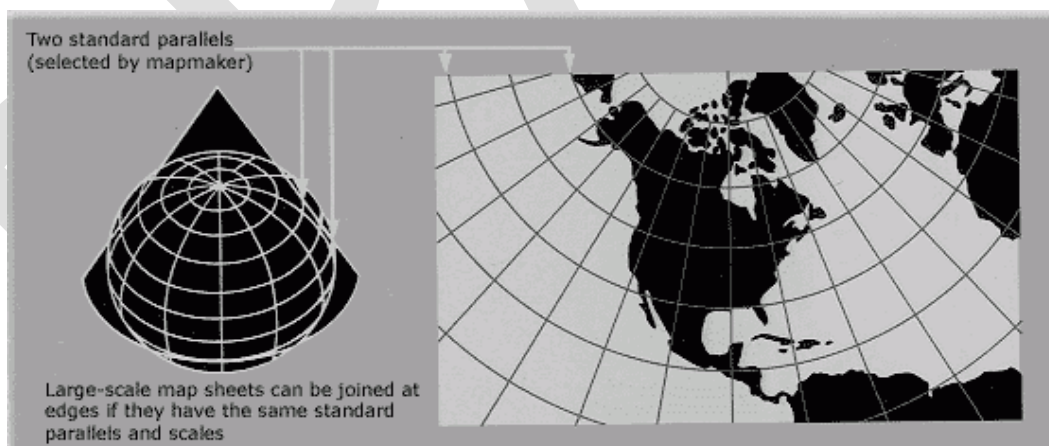 Two standard parallels
(selected by mapmaker)
Large-scale map sheets can be joined at
edges if they have the same standard
parallels and scales